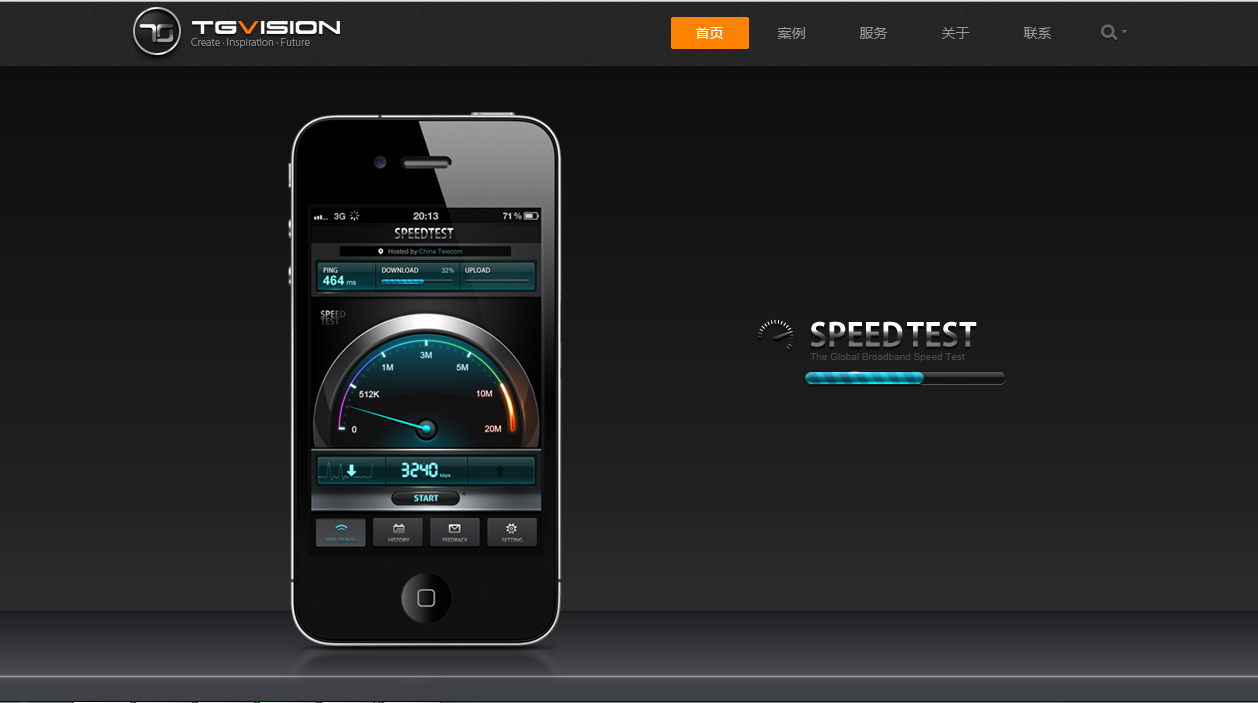 TGVISION
Create · Inspiration · Future
首页
案例
服务
关于
联系
3G
20:13
71%
SPEEDTEST
Hosted by China Telecom
PING
464 ms
DOWNLOAD
32%
UPLOAD
SPEED
TEST
3M
1M
5M
512K
10M
0
20M
3240 kbps
START
HISTORY
FEEDBACK
SETTING
SPEEDTEST
The Global Broadband Speed Test